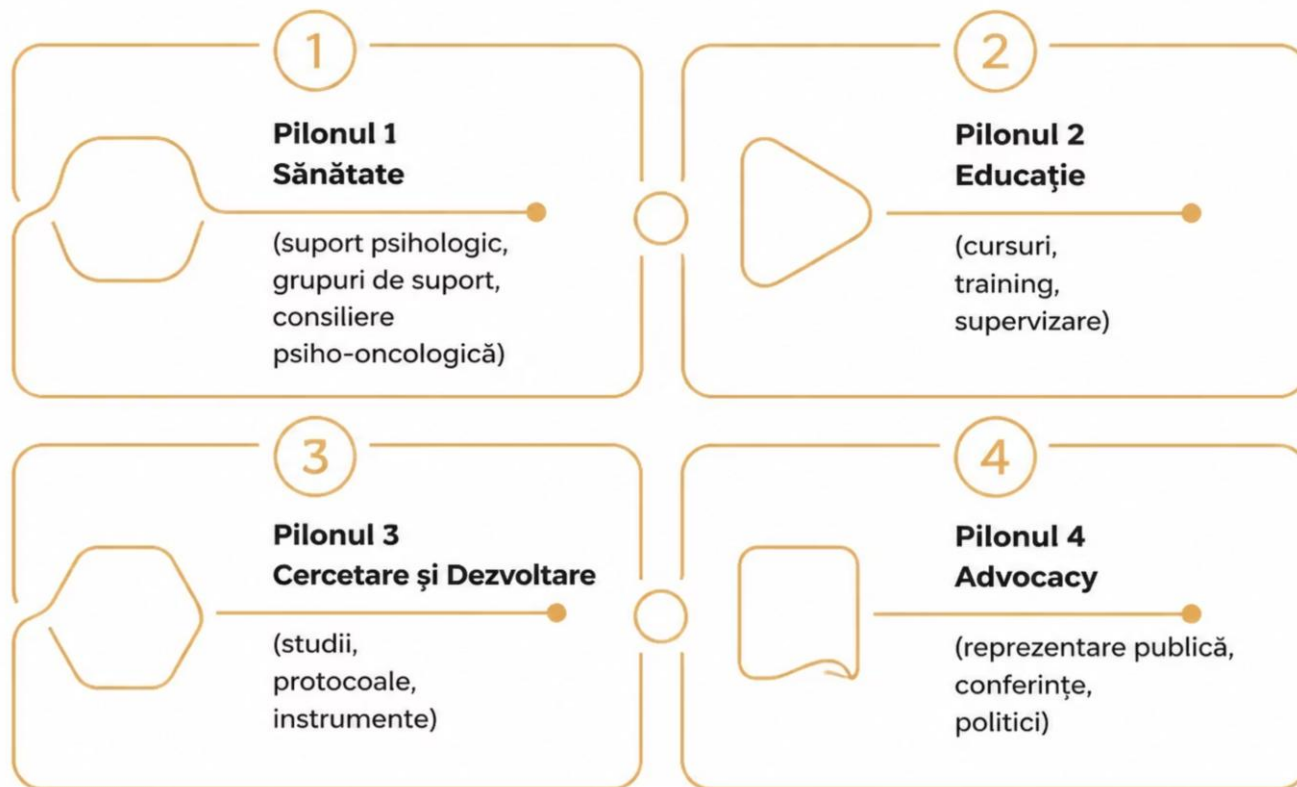 1
Pilonul 1
Sănătate
(suport psihologic,
grupuri de suport,
consiliere
psiho-oncologică)
2
Pilonul 2
Educaţie
(cursuri,
training,
supervizare)
3
Pilonul 3
Cercetare şi Dezvoltare
(studii,
protocoale,
instrumente)
4
Pilonul 4
Advocacy
(reprezentare publică,
conferințe,
politici)